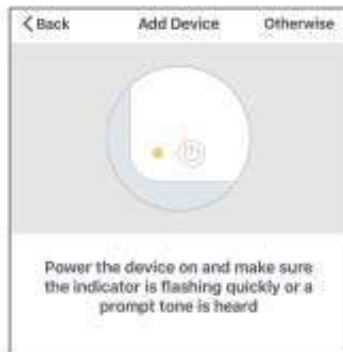 Back Add Device Otherwise
Power the device on and make sure
the indicator is flashing quickly or a
prompt tone is heard